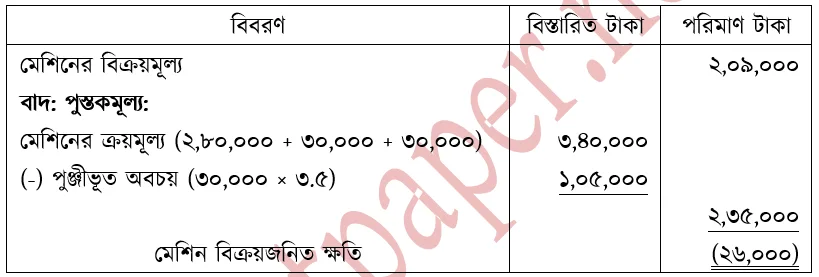 বিবরণ বিস্তারিত টাকা পরিমাণ টাকা
মেশিনের বিক্রয়মূল্য ২,০৯,০০০
বাদ: পুস্তকমূল্য:
মেশিনের ক্রয়মূল্য (২,৮০,০০০ + ৩০,০০০ + ৩০,০০০) ৩,৪০,০০০
(-) পুঞ্জীভূত অবচয় (৩০,০০০ × ৩.৫) ১,০৫,০০০
২,৩৫,০০০
মেশিন বিক্রয়জনিত ক্ষতি (২৬,০০০)